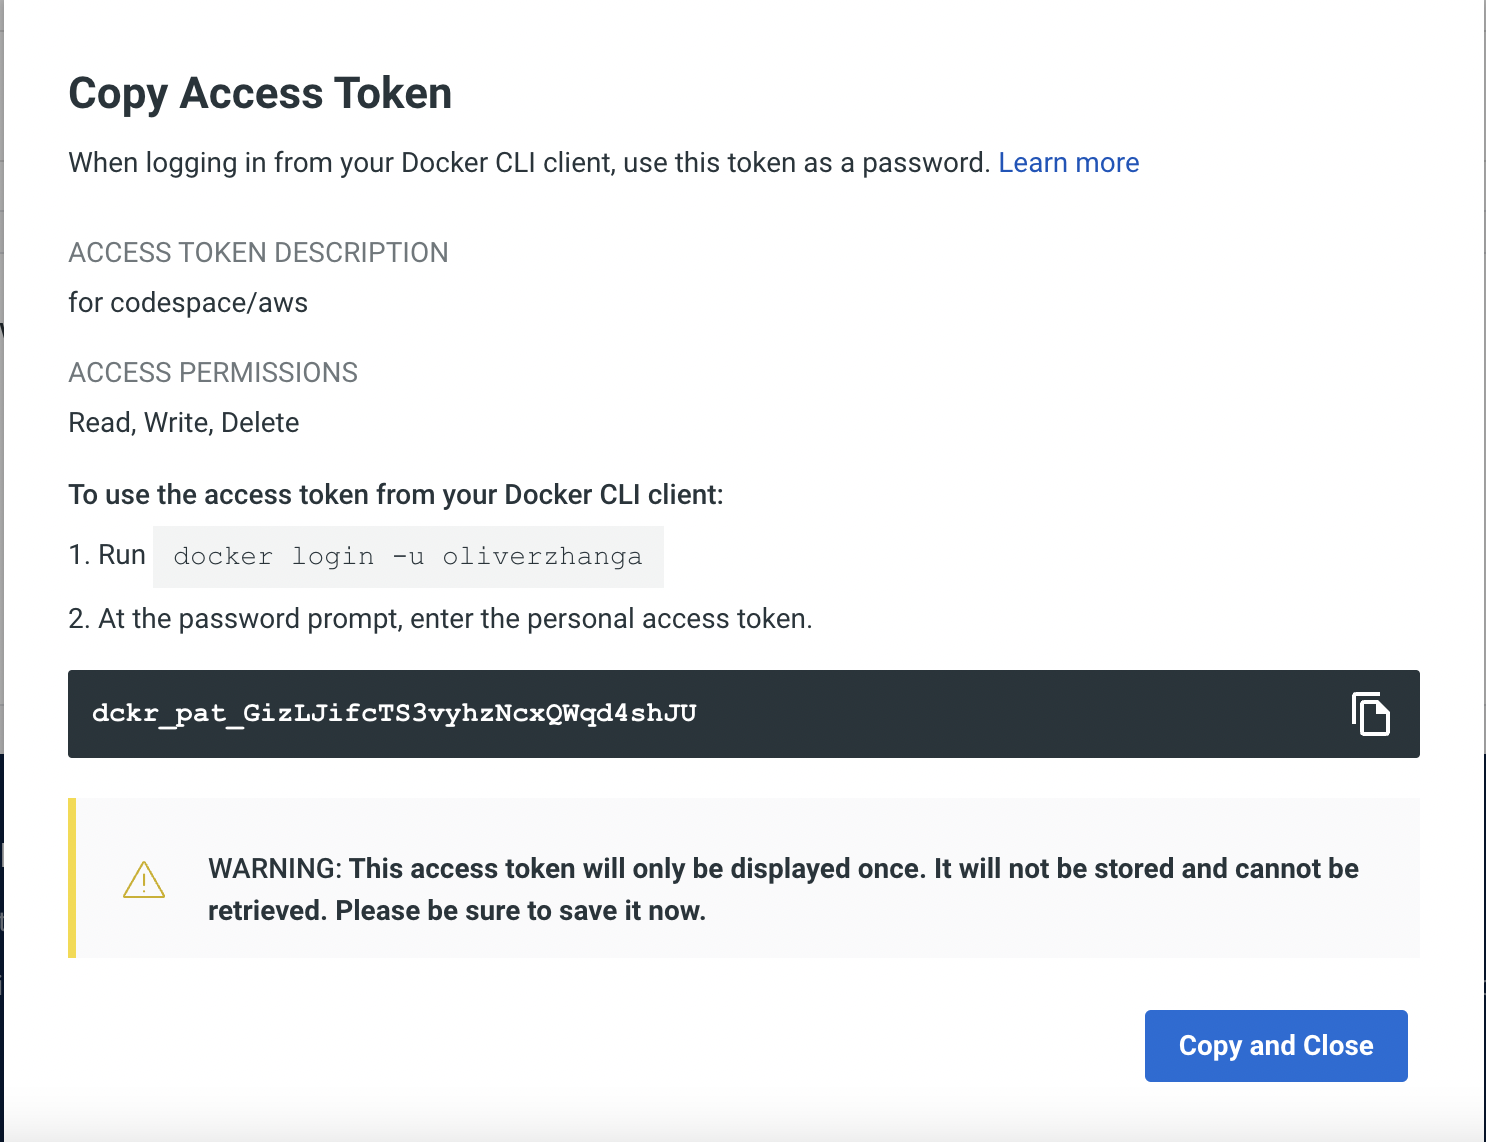 Copy Access Token
When logging in from your Docker CLI client, use this token as a password. Learn more
ACCESS TOKEN DESCRIPTION
for codespace/aws
ACCESS PERMISSIONS
Read, Write, Delete
To use the access token from your Docker CLI client:
1. Run docker login -u oliverzhanga
2. At the password prompt, enter the personal access token.
dckr_pat_GizLJifcTS3vyhzNcxQWqd4shJU
WARNING: This access token will only be displayed once. It will not be stored and cannot be
retrieved. Please be sure to save it now.
Copy and Close